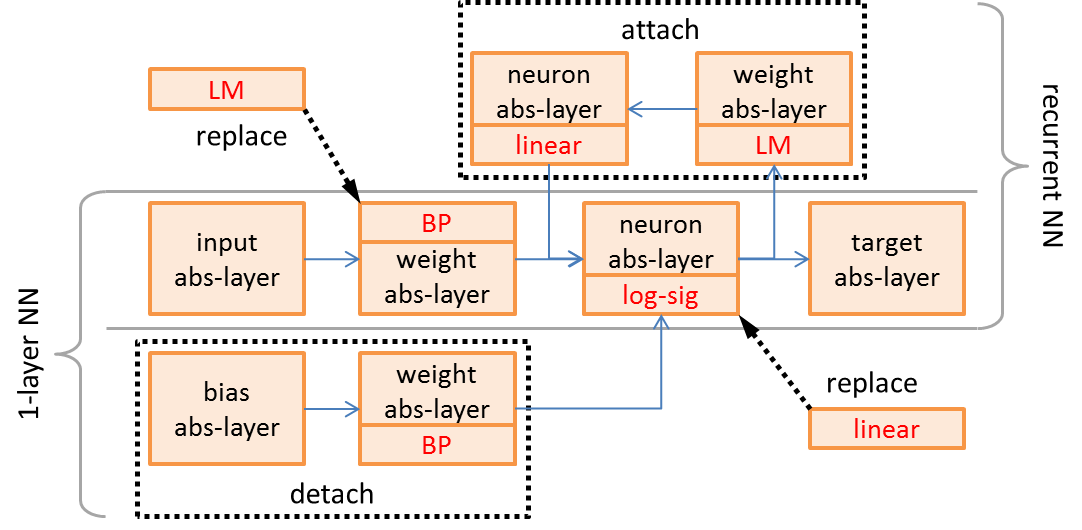 attach
neuron
abs-layer
linear
weight
abs-layer
LM
LM
replace
recurrent NN
input
abs-layer
BP
weight
abs-layer
neuron
abs-layer
log-sig
target
abs-layer
1-layer NN
bias
abs-layer
weight
abs-layer
BP
detach
replace
linear